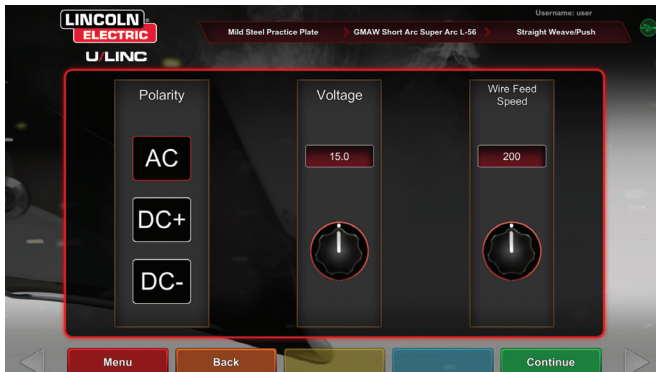 Username: user
LINCOLN
ELECTRIC
U/LINC
Mild Steel Practice Plate
GMAW Short Arc Super Arc L-56
Straight Weave/Push
Polarity
AC
DC+
DC-
Voltage
15.0
Wire Feed
Speed
200
Menu
Back
Continue